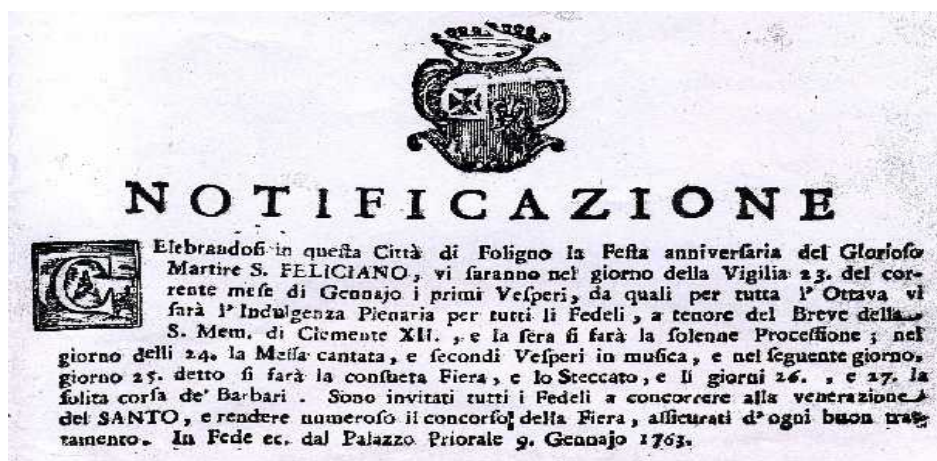 NOTIFICAZIONE
CElebrandoſi in queſta Città di Foligno la Feſta anniverſaria del Glorioſo
Martire S. FELICIANO, vi ſaranno nel giorno della Vigilia 23. del cor-
rente meſe di Gennajo i primi Veſperi, da quali per tutta l'Ottava vi
ſarà l'Indulgenza Plenaria per tutti li Fedeli, a tenore del Breve della
S. Mem. di Clemente XII., e la ſera ſi farà la ſolenne Proceſſione; nel
giorno delli 24. la Meſſa cantata, e ſecondi Veſperi in muſica, e nel ſeguente giorno.
giorno 25. detto ſi farà la conſueta Fiera, e lo Steccato, e li giorni 26., e 27. la
ſolita corſa de' Barbari. Sono invitati tutti i Fedeli a concorrere alla venerazione
del SANTO, e rendere numeroſo il concorſo della Fiera, aſſicurati d'ogni buon trat-
tamento. In Fede ec. dal Palazzo Priorale 9. Gennajo 1763.